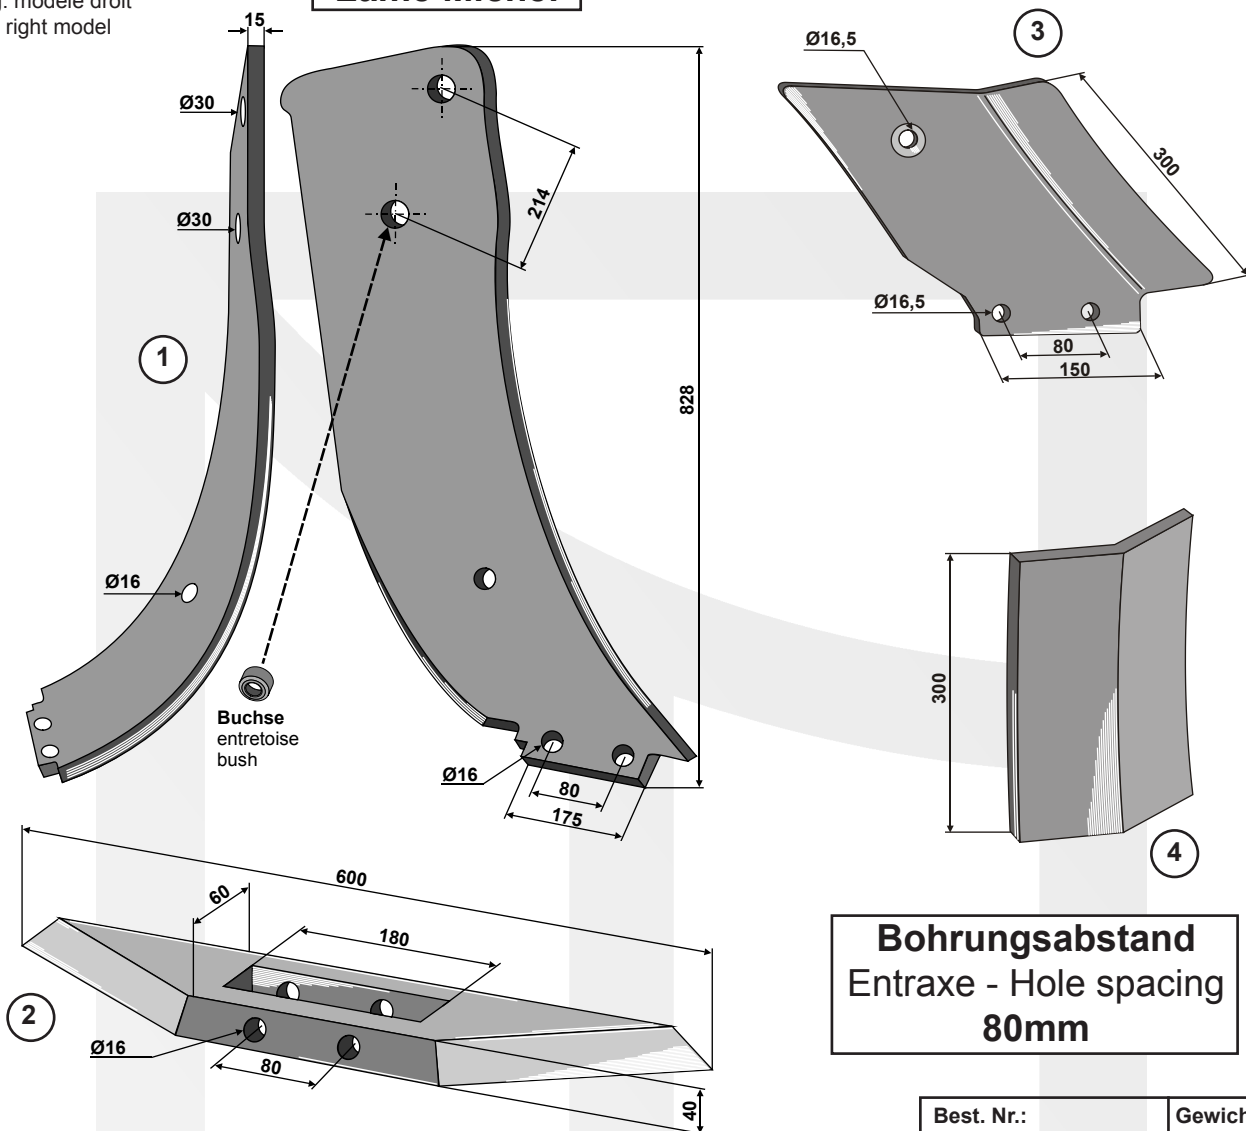 modèle droit
right model
15
Ø30
Ø30
1
Ø16
Buchse
entretoise
bush
214
828
Ø16
80
175
3
Ø16,5
300
Ø16,5
80
150
300
4
600
60
180
2
Ø16
80
40
Bohrungsabstand
Entraxe - Hole spacing
80mm
Best. Nr.: